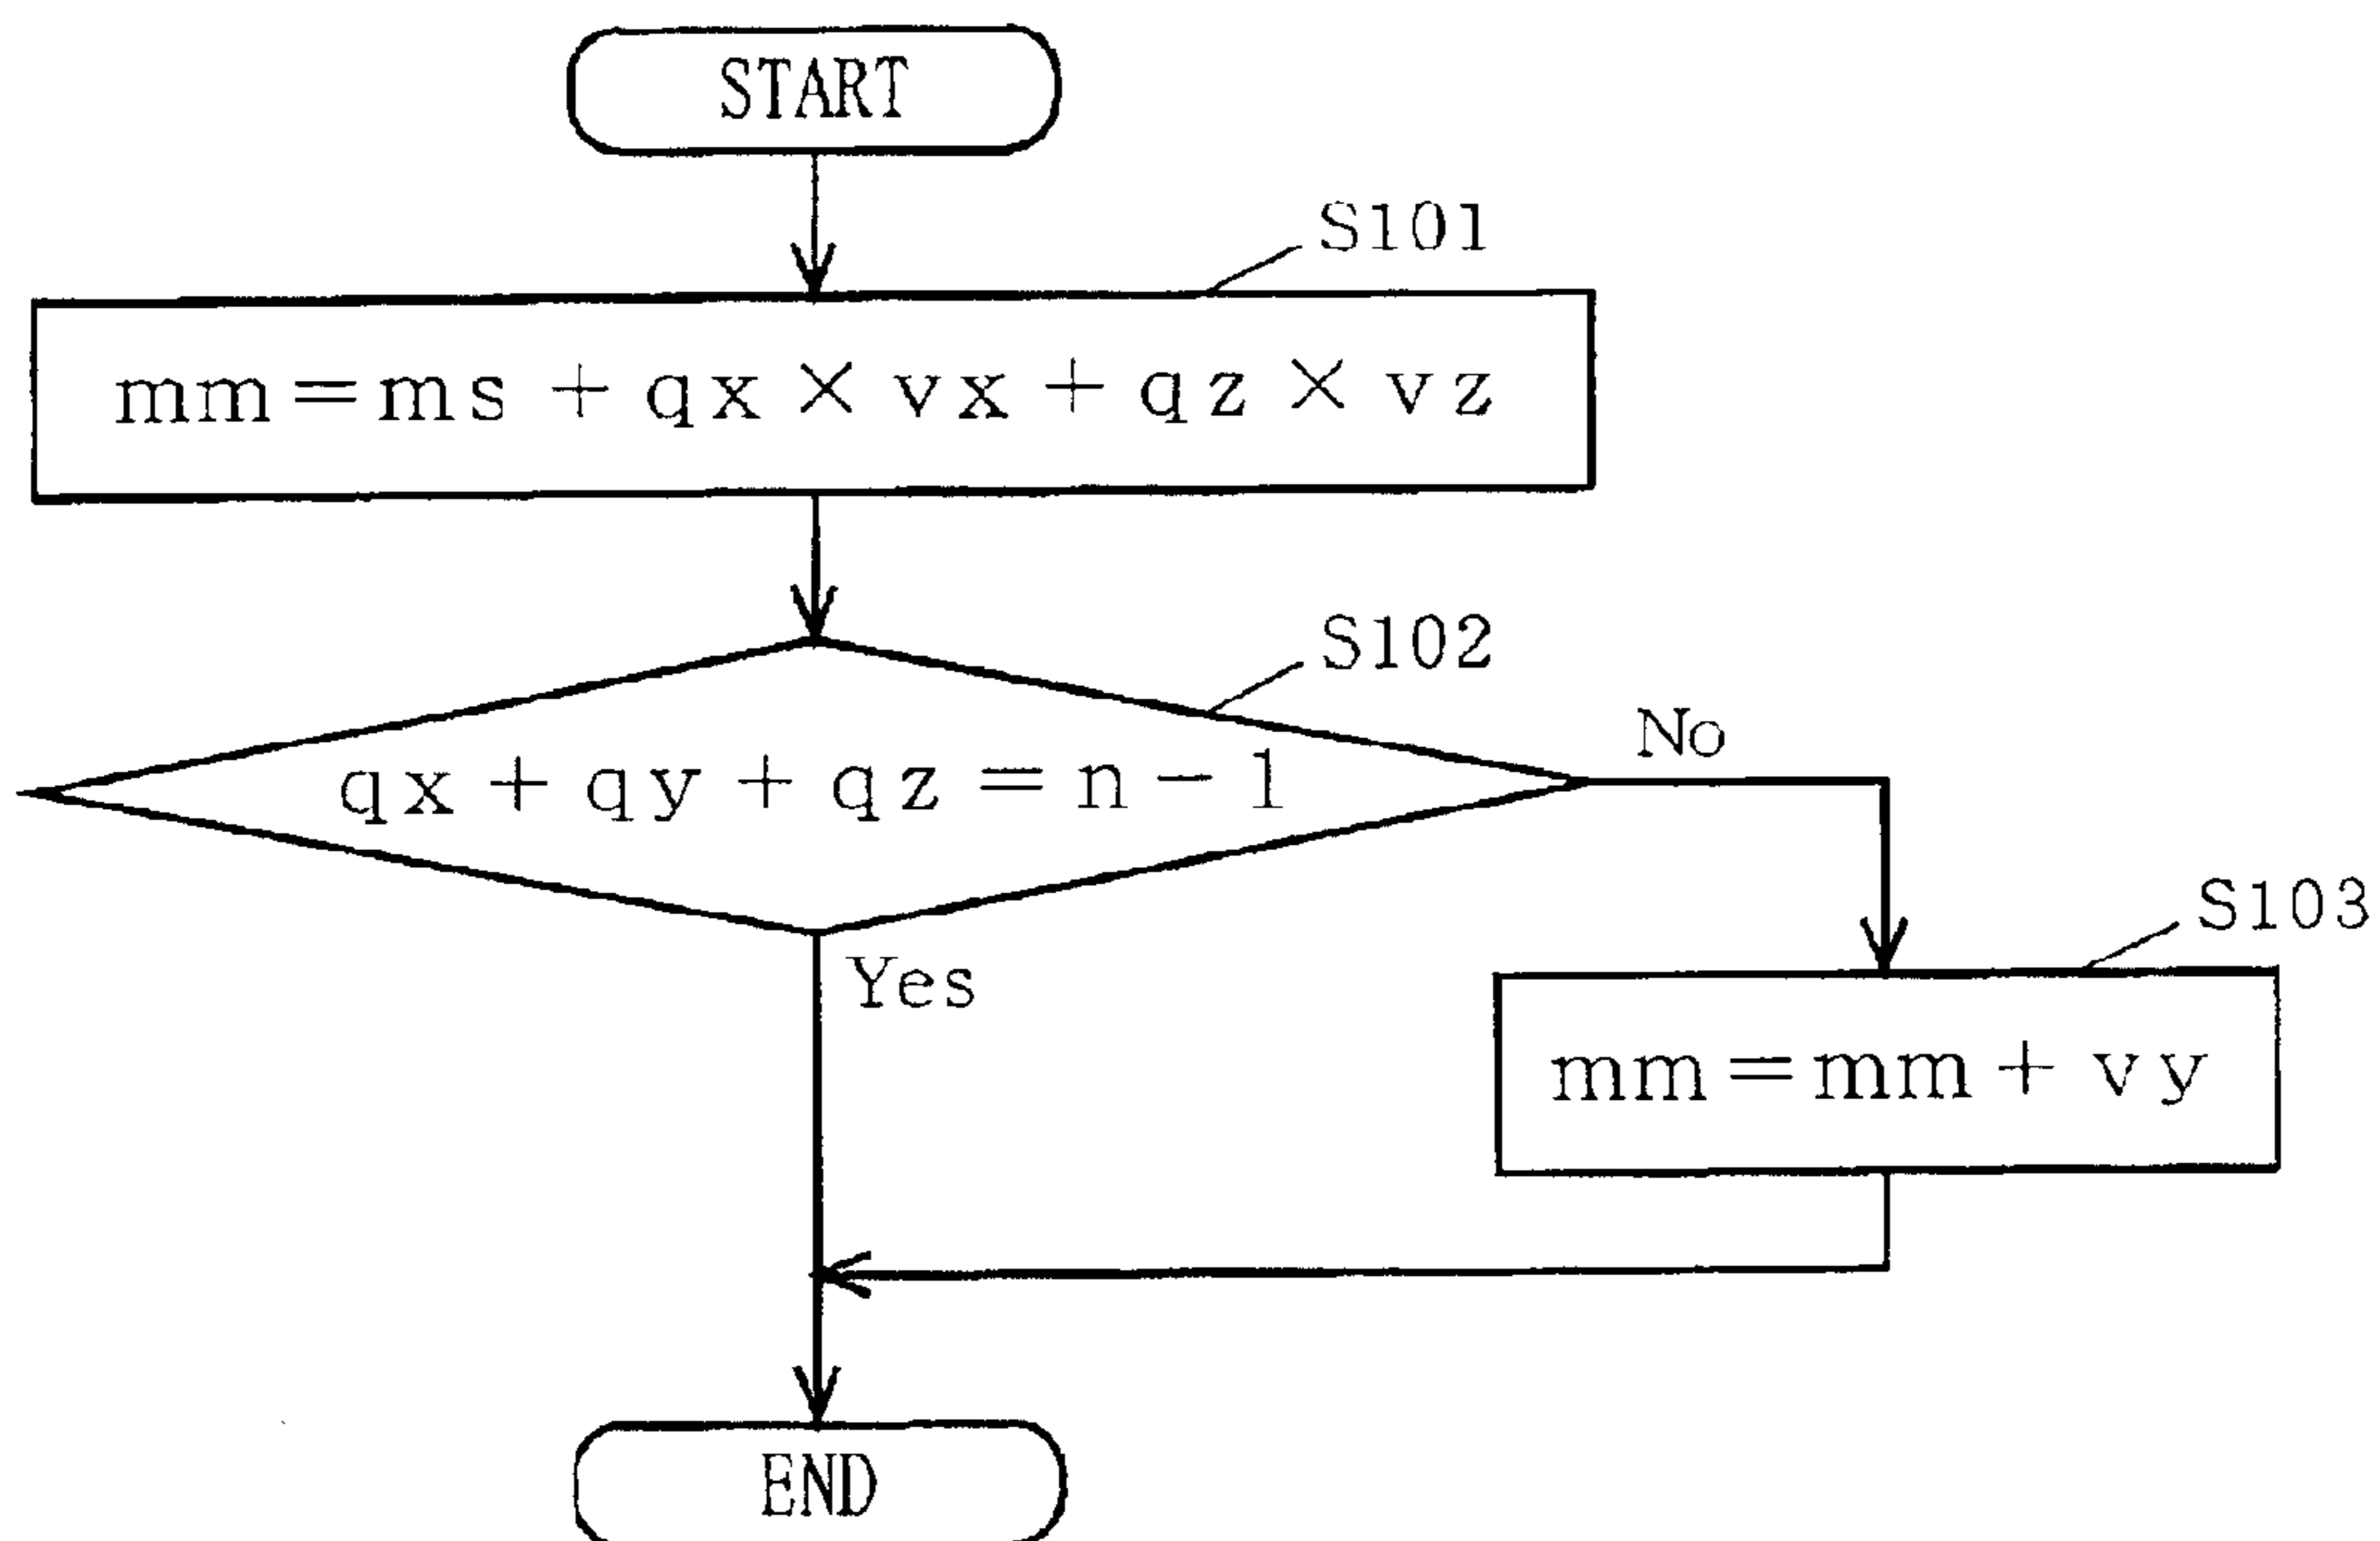 START
S101
mm=ms+qx×vx+qz×vz
S102
No
qx+qy+qz=n-1
S103
Yes
mm=mm+vy
END